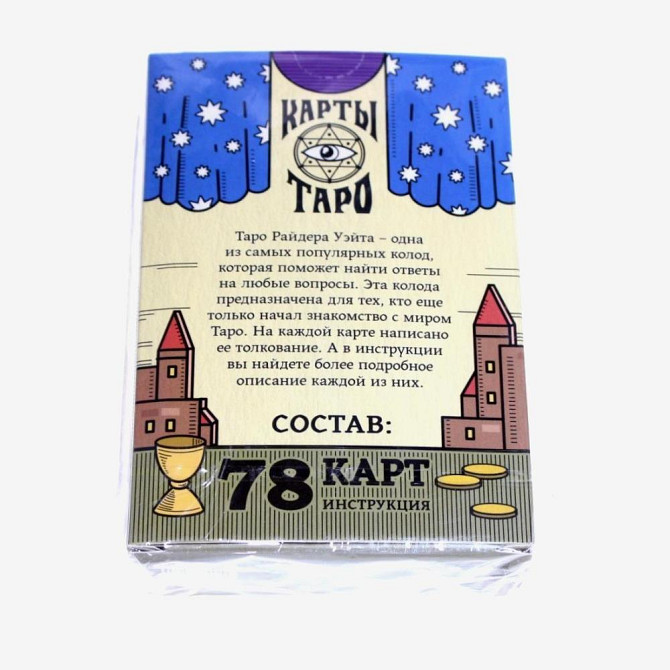 КАРТЫ
ТАРО
Таро Райдера Уэйта – одна
из самых популярных колод,
которая поможет найти ответы
на любые вопросы. Эта колода
предназначена для тех, кто еще
только начал знакомство с миром
Таро. На каждой карте написано
ее толкование. А в инструкции
вы найдете более подробное
описание каждой из них.
СОСТАВ:
78 КАРТ
ИНСТРУКЦИЯ